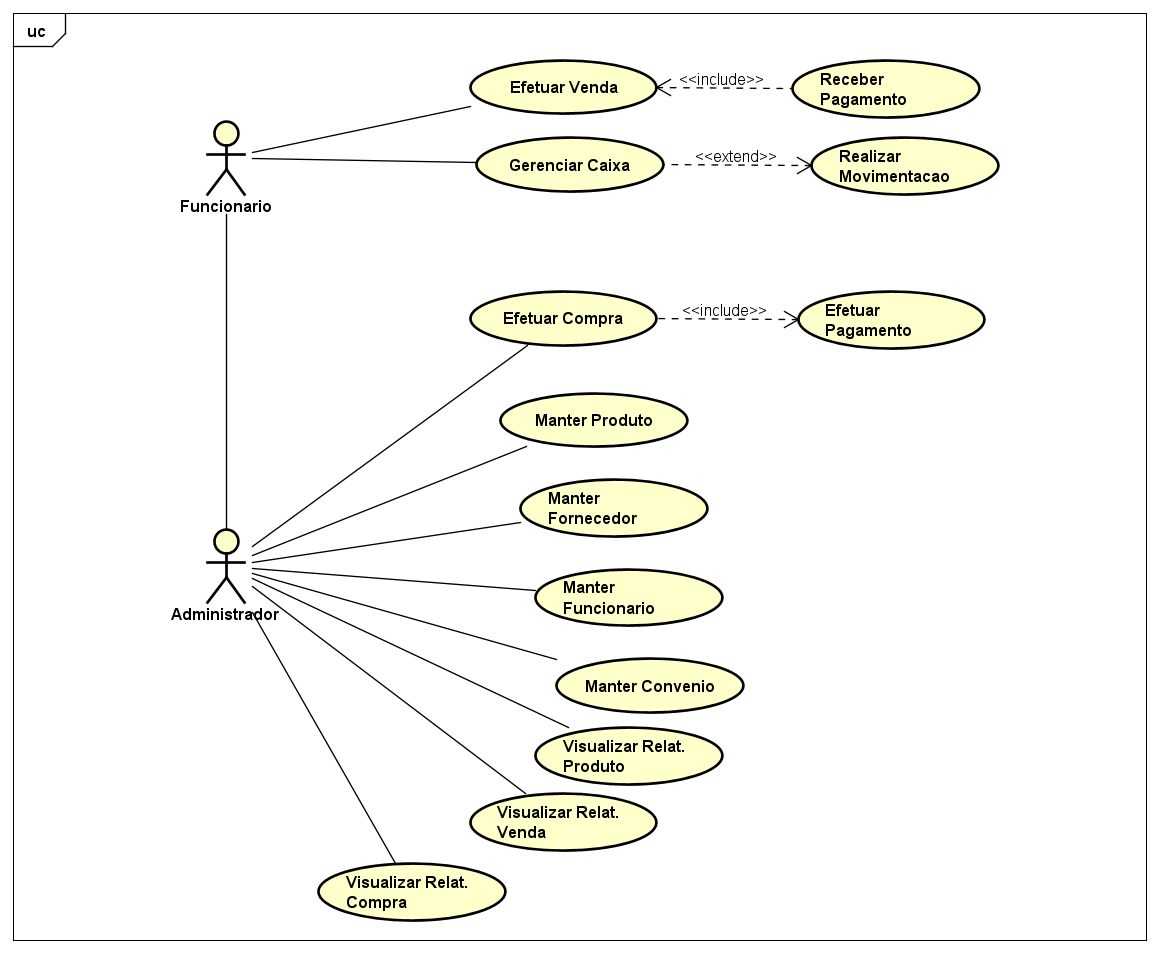 uc
Efetuar Venda
<<include>>
Receber
Pagamento
Gerenciar Caixa
<<extend>>
Realizar
Movimentacao
Funcionario
Efetuar Compra
<<include>>
Efetuar
Pagamento
Manter Produto
Manter
Fornecedor
Manter
Funcionario
Administrador
Manter Convenio
Visualizar Relat.
Produto
Visualizar Relat.
Venda
Visualizar Relat.
Compra